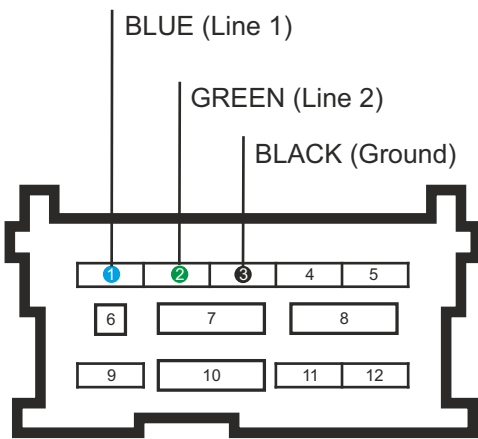 BLUE (Line 1)
GREEN (Line 2)
BLACK (Ground)
1 2 3 4 5
6 7 8
9 10 11 12